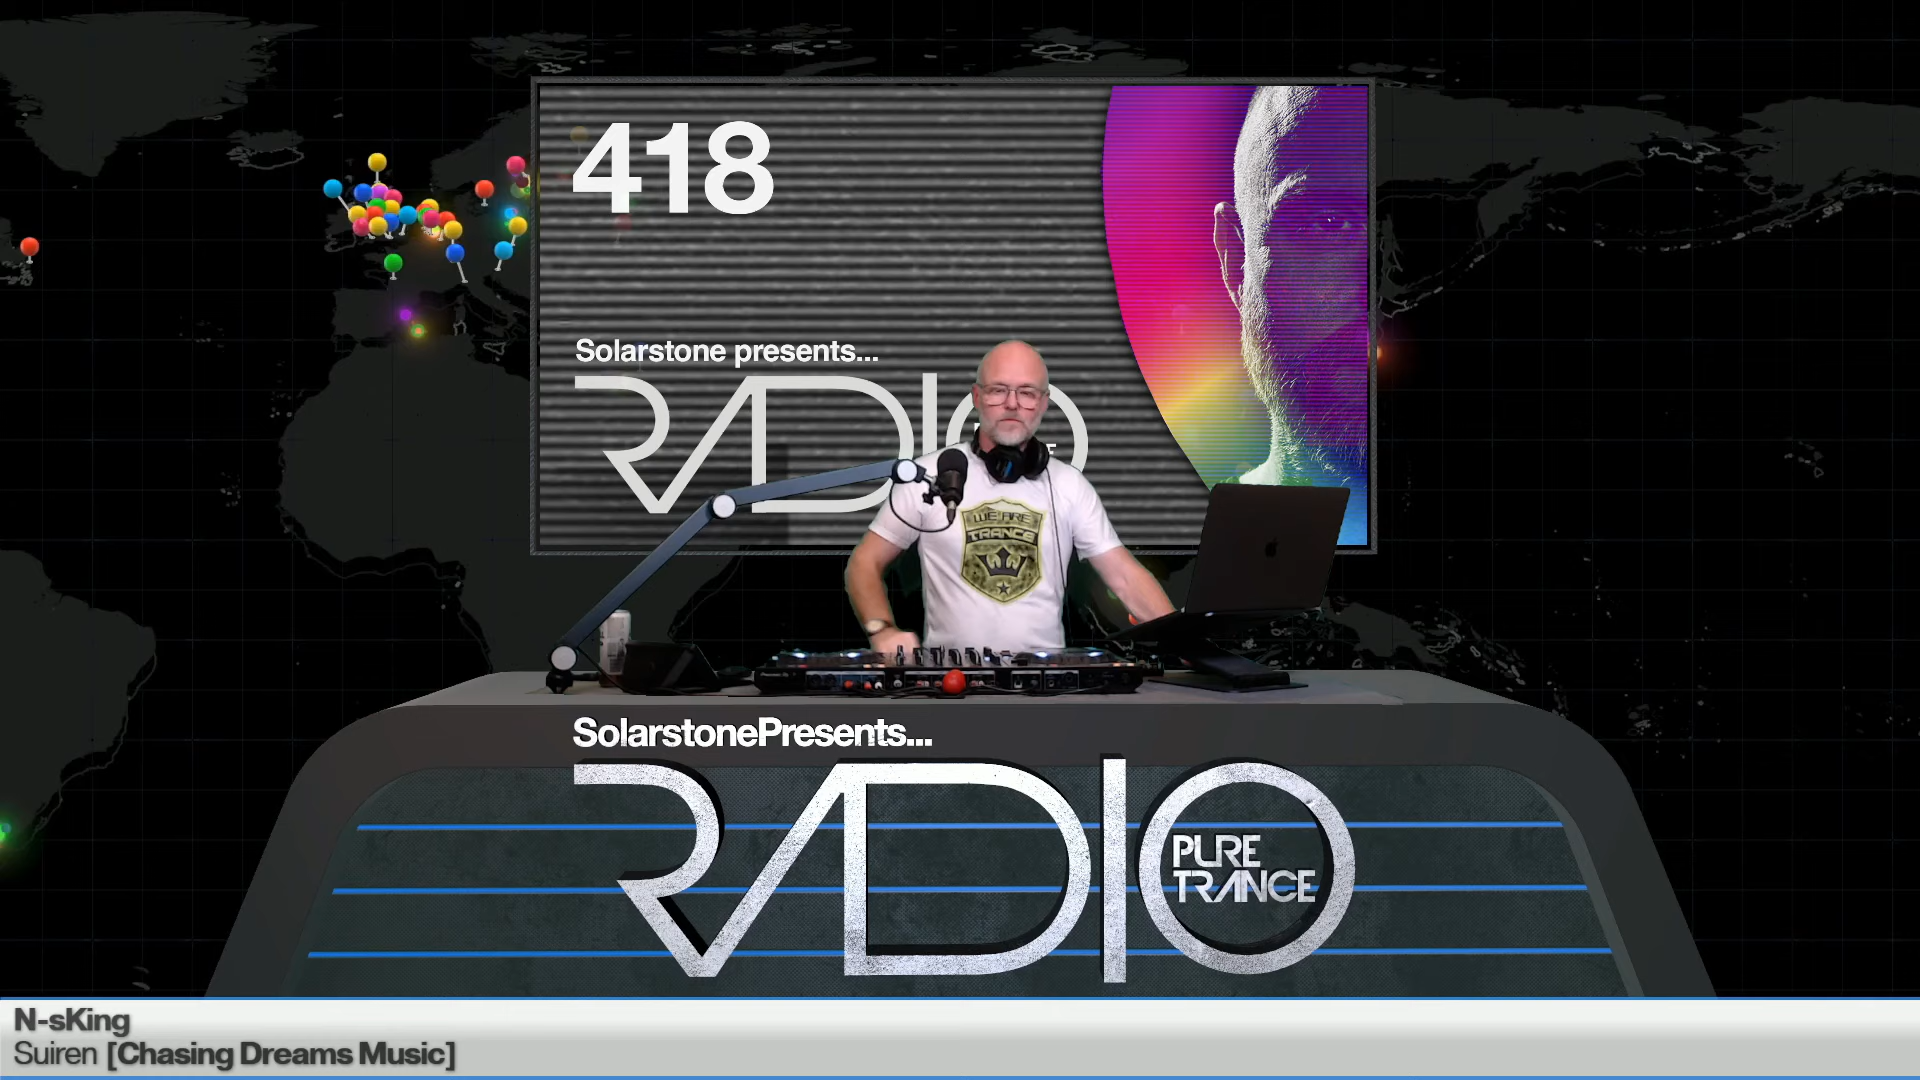 418
Solarstone presents...
RADIO
WE ARE
TRANCE
SolarstonePresents...
RADIO
PURE
TRANCE
N-sKing
Suiren [Chasing Dreams Music]